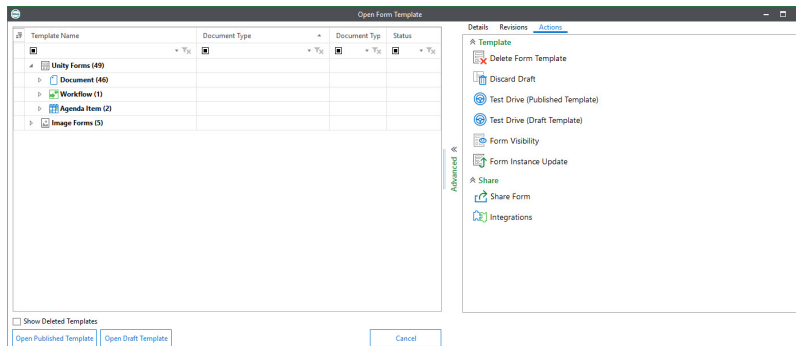 Open Form Template
Template Name
Document Type
Document Typ
Status
Unity Forms (49)
Document (46)
Workflow (1)
Agenda Item (2)
Image Forms (5)
Show Deleted Templates
Open Published Template
Open Draft Template
Cancel
Advanced
Details
Revisions
Actions
Template
Delete Form Template
Discard Draft
Test Drive (Published Template)
Test Drive (Draft Template)
Form Visibility
Form Instance Update
Share
Share Form
Integrations